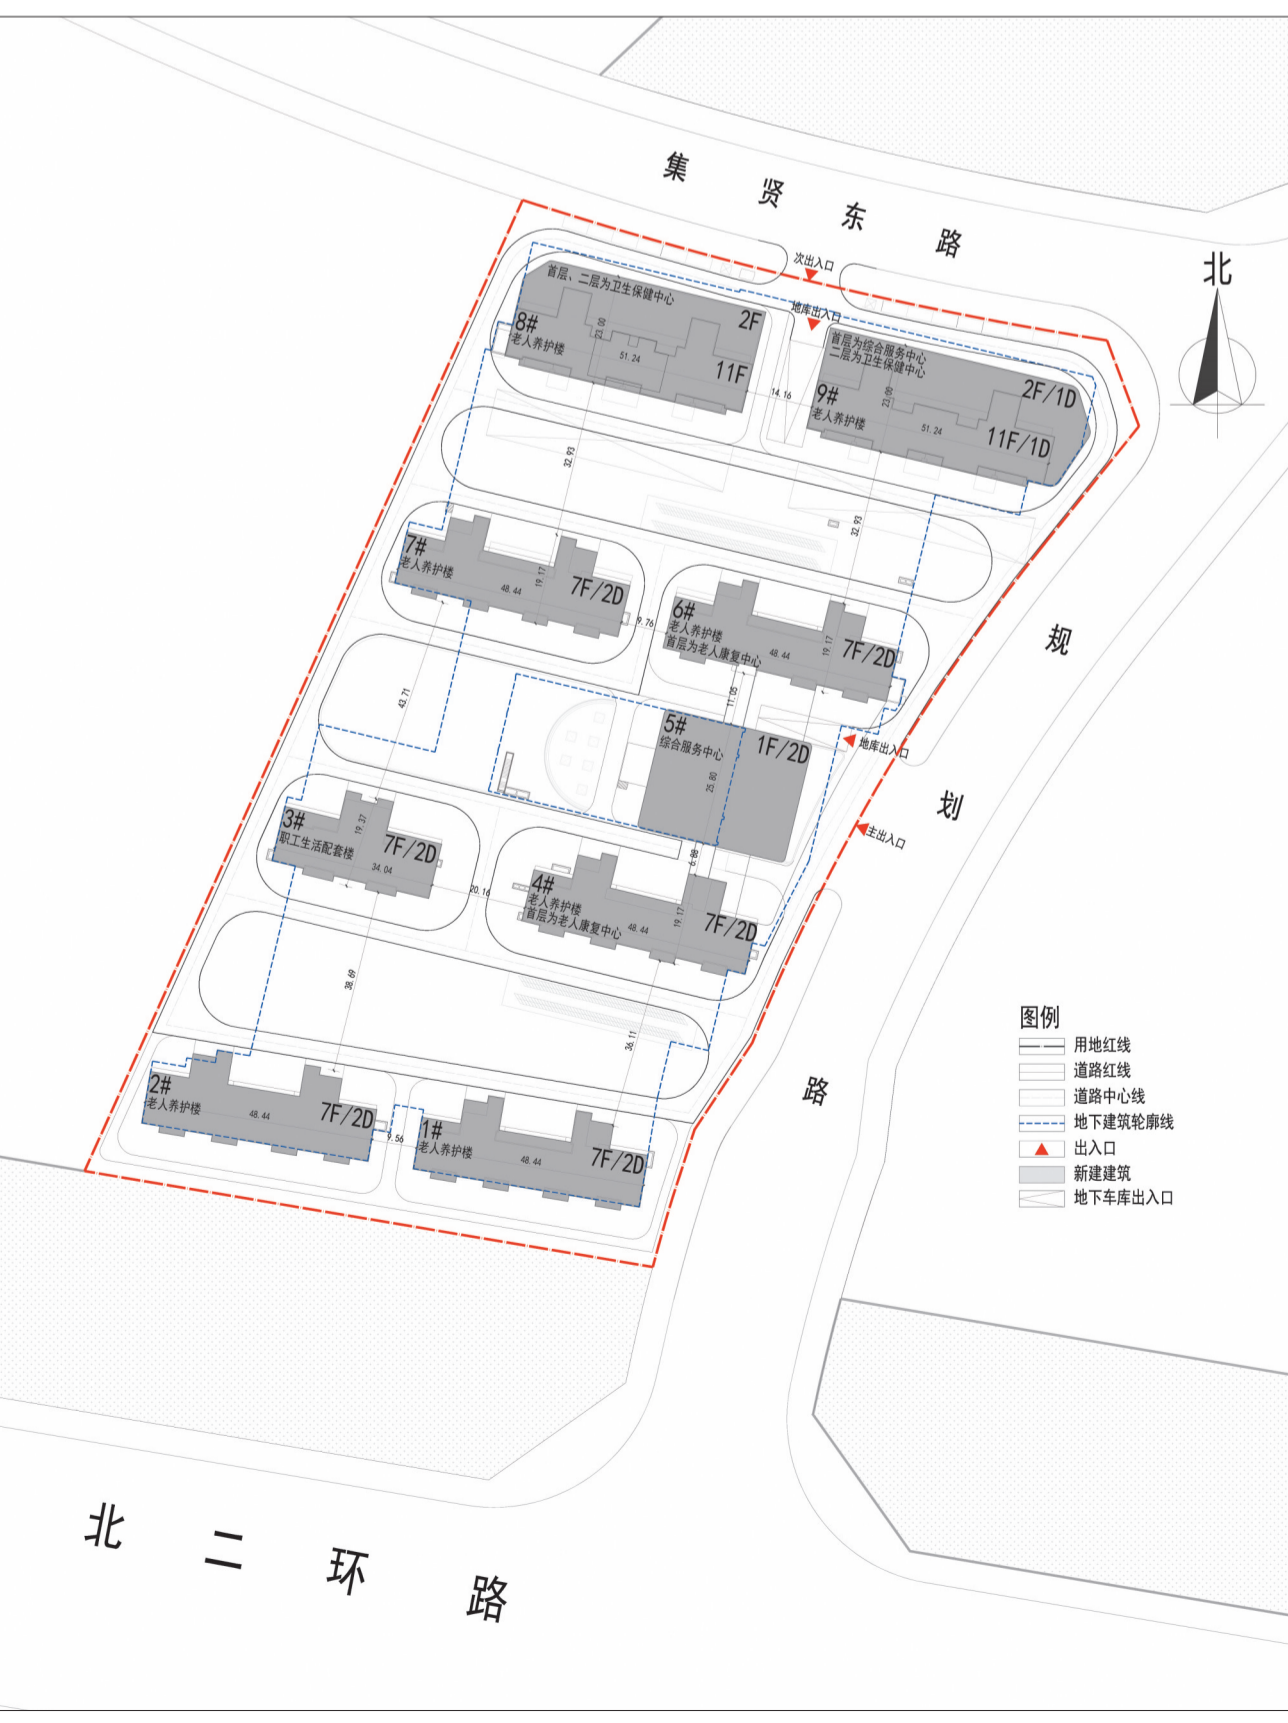 集贤东路
北
次出入口
地库出入口
首层、二层为卫生保健中心
2F
8#
老人养护楼
23.00
51.24
11F
14.16
首层为综合服务中心
二层为卫生保健中心
2F/1D
9#
老人养护楼
23.00
51.24
11F/1D
32.93
32.93
7#
老人养护楼
48.44
19.17
7F/2D
9.76
6#
老人养护楼
首层为老人康复中心
48.44
19.17
7F/2D
规划路
43.71
11.05
5#
综合服务中心
1F/2D
25.80
地库出入口
主出入口
3#
职工生活配套楼
19.37
34.04
7F/2D
20.16
6.88
4#
老人养护楼
首层为老人康复中心
48.44
19.17
7F/2D
38.69
36.11
2#
老人养护楼
48.44
7F/2D
9.56
1#
老人养护楼
48.44
7F/2D
图例
用地红线
道路红线
道路中心线
地下建筑轮廓线
出入口
新建建筑
地下车库出入口
北二环路